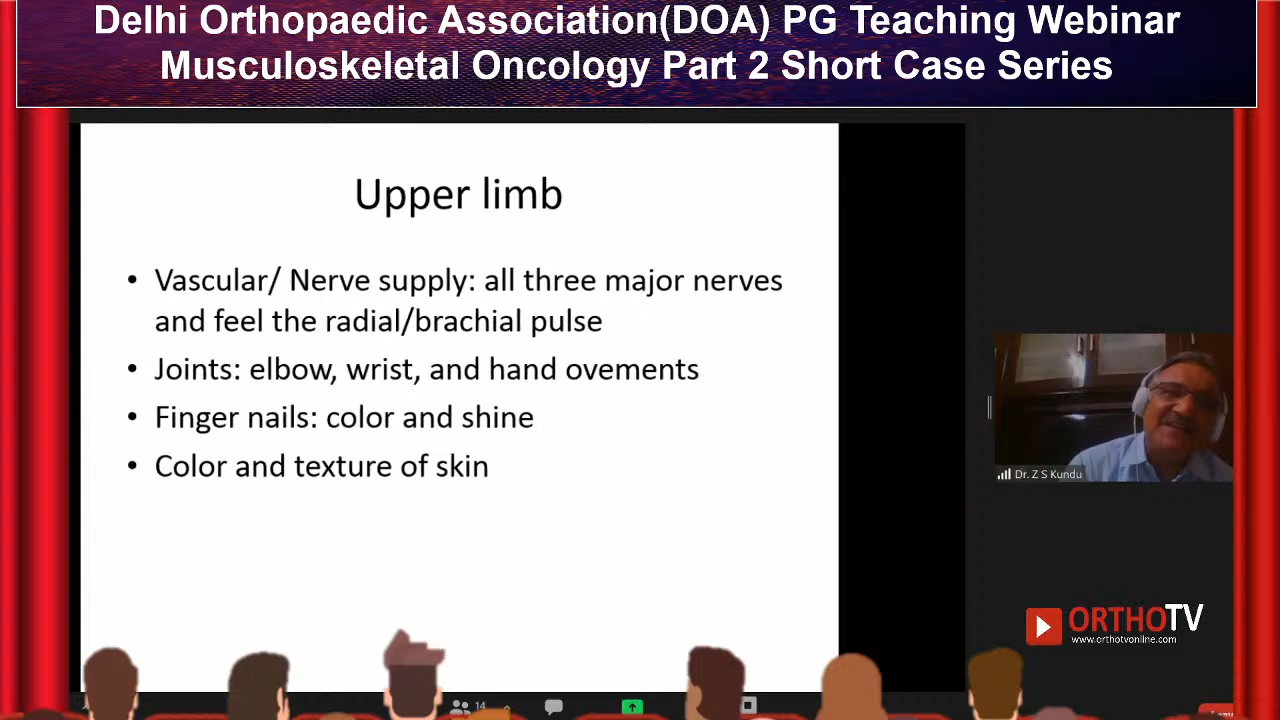 Delhi Orthopaedic Association(DOA) PG Teaching Webinar
Musculoskeletal Oncology Part 2 Short Case Series
Upper limb
• Vascular/ Nerve supply: all three major nerves
and feel the radial/brachial pulse
• Joints: elbow, wrist, and hand ovements
• Finger nails: color and shine
• Color and texture of skin
Dr. Z S Kundu
ORTHOTV
www.orthotvonline.com
14